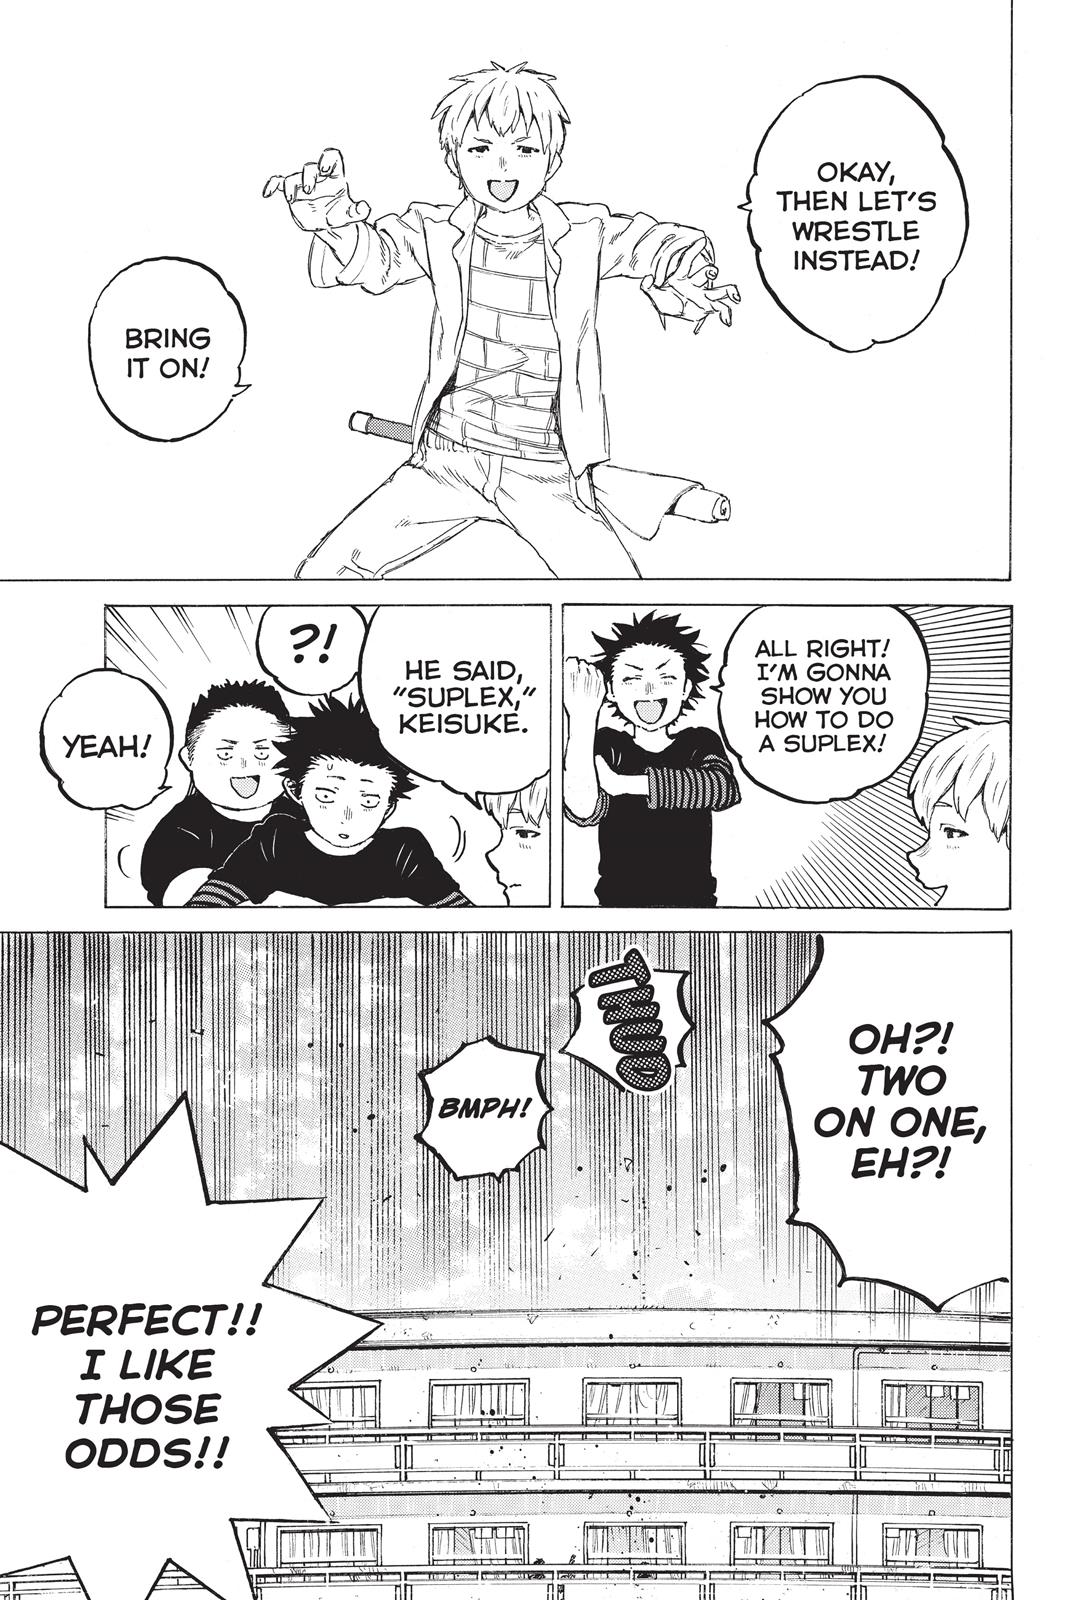 OKAY,
THEN LET'S
WRESTLE
INSTEAD!
BRING
IT ON!
ALL RIGHT!
I'M GONNA
SHOW YOU
HOW TO DO
A SUPLEX!
HE SAID,
"SUPLEX,"
KEISUKE.
?!
YEAH!
OH?!
TWO
ON ONE,
EH?!
THUD
BMPH!
PERFECT!!
I LIKE
THOSE
ODDS!!